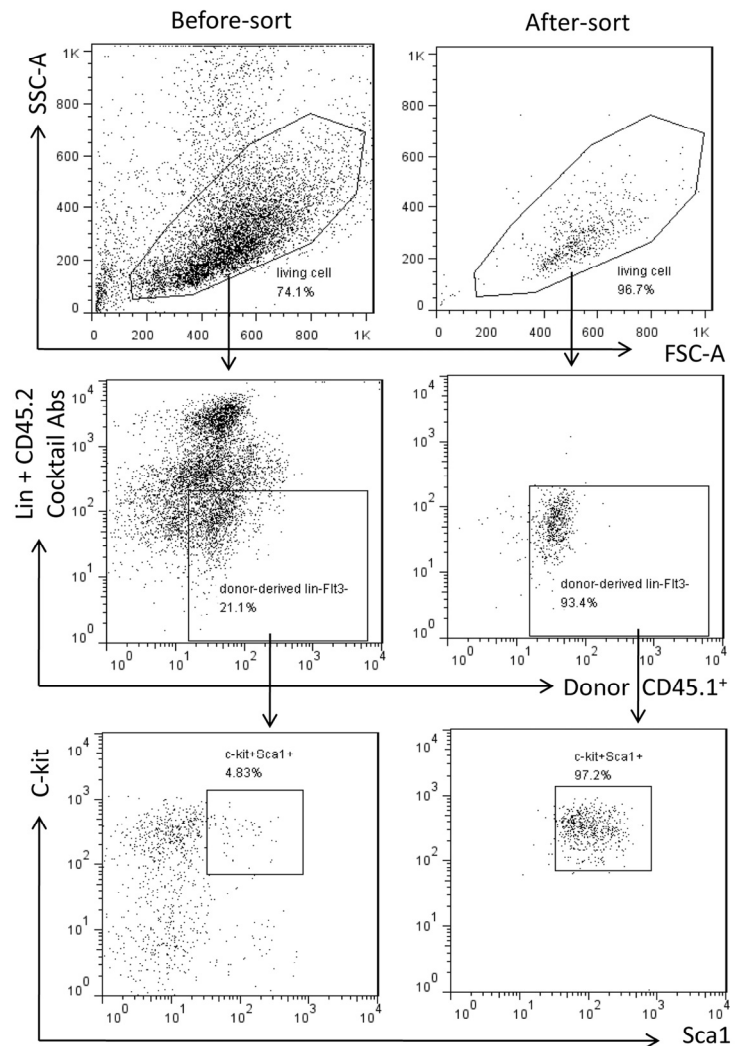 Before-sort
After-sort
SSC-A
1K
800
600
400
200
0
living cell
74.1%
0 200 400 600 800 1K
1K
800
600
400
200
0
living cell
96.7%
0 200 400 600 800 1K
FSC-A
Lin + CD45.2
Cocktail Abs
10^4
10^3
10^2
10^1
10^0
donor-derived lin-Flt3-
21.1%
10^0 10^1 10^2 10^3 10^4
10^4
10^3
10^2
10^1
10^0
donor-derived lin-Flt3-
93.4%
10^0 10^1 10^2 10^3 10^4
Donor CD45.1⁺
C-kit
10^4
10^3
10^2
10^1
10^0
c-kit+Sca1+
4.83%
10^0 10^1 10^2 10^3 10^4
10^4
10^3
10^2
10^1
10^0
c-kit+Sca1+
97.2%
10^0 10^1 10^2 10^3 10^4
Sca1